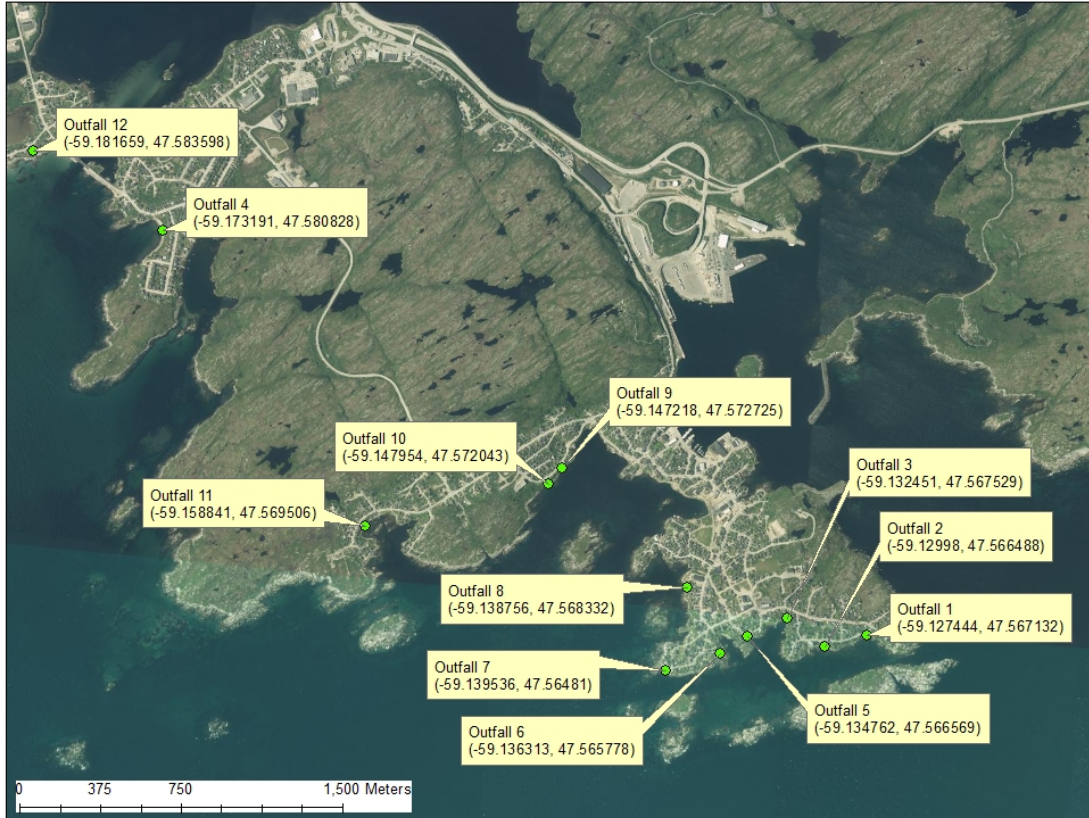 Outfall 12
(-59.181659, 47.583598)
Outfall 4
(-59.173191, 47.580828)
Outfall 9
(-59.147218, 47.572725)
Outfall 10
(-59.147954, 47.572043)
Outfall 3
(-59.132451, 47.567529)
Outfall 11
(-59.158841, 47.569506)
Outfall 2
(-59.12998, 47.566488)
Outfall 8
(-59.138756, 47.568332)
Outfall 1
(-59.127444, 47.567132)
Outfall 7
(-59.139536, 47.56481)
Outfall 5
(-59.134762, 47.566569)
Outfall 6
(-59.136313, 47.565778)
0 375 750 1,500 Meters